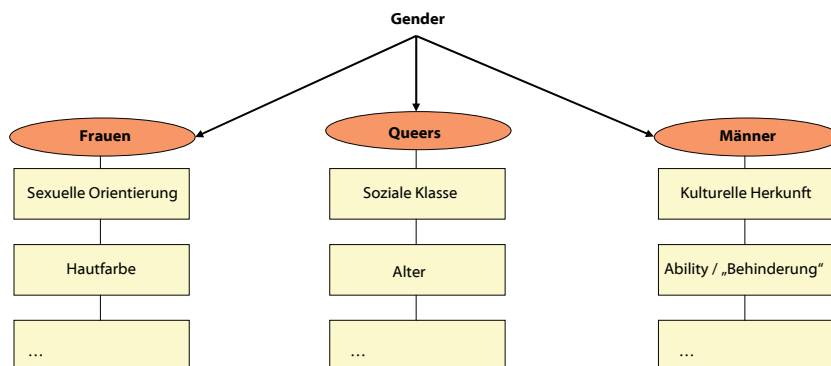 Gender
Frauen
Queers
Männer
Sexuelle Orientierung
Soziale Klasse
Kulturelle Herkunft
Hautfarbe
Alter
Ability / „Behinderung“
...
...
...